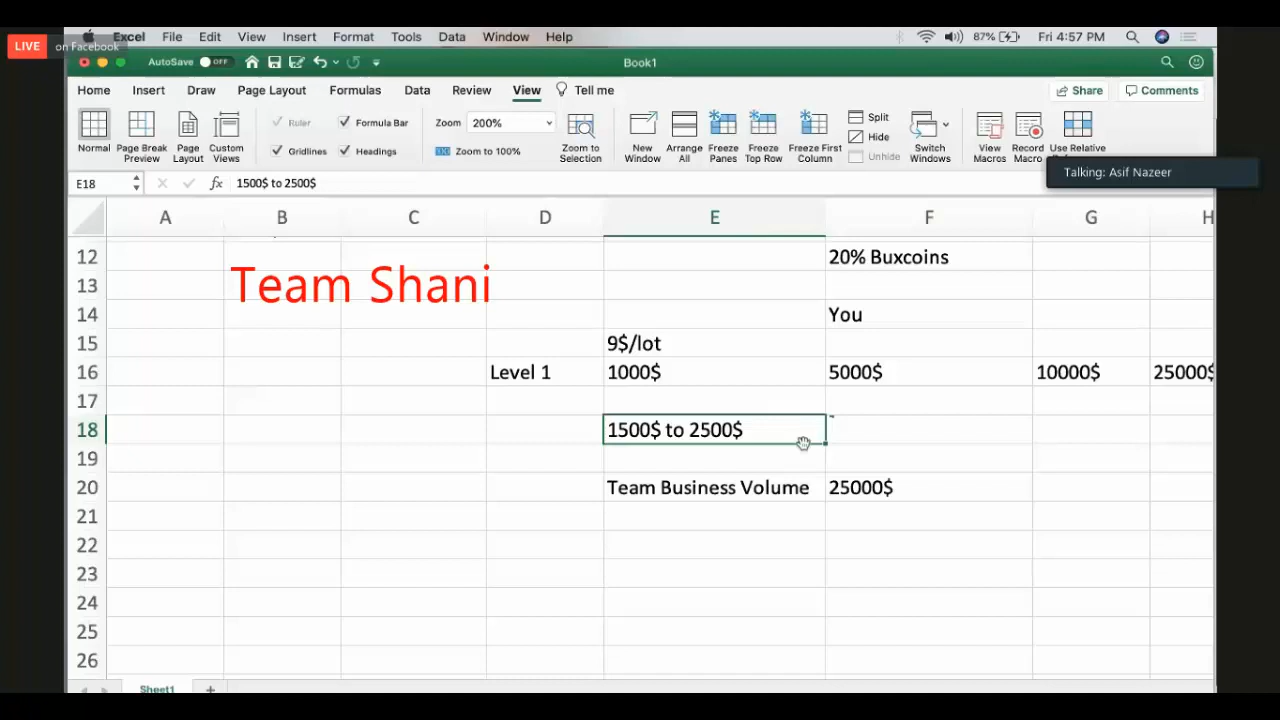 LIVE on Facebook
Excel File Edit View Insert Format Tools Data Window Help 87% Fri 4:57 PM
AutoSave OFF Book1
Home Insert Draw Page Layout Formulas Data Review View Tell me Share Comments
Normal Page Break Preview Page Layout Custom Views Ruler Formula Bar Gridlines Headings Zoom 200% Zoom to 100% Zoom to Selection New Window Arrange All Freeze Panes Freeze Top Row Freeze First Column Split Hide Unhide Switch Windows View Macros Record Macro Use Relative
Talking: Asif Nazeer
E18 fx 1500$ to 2500$
A B C D E F G H
12 20% Buxcoins
13
Team Shani
14 You
15 9$/lot
16 Level 1 1000$ 5000$ 10000$ 25000$
17
18 1500$ to 2500$
19
20 Team Business Volume 25000$
21
22
23
24
25
26
Sheet1 +